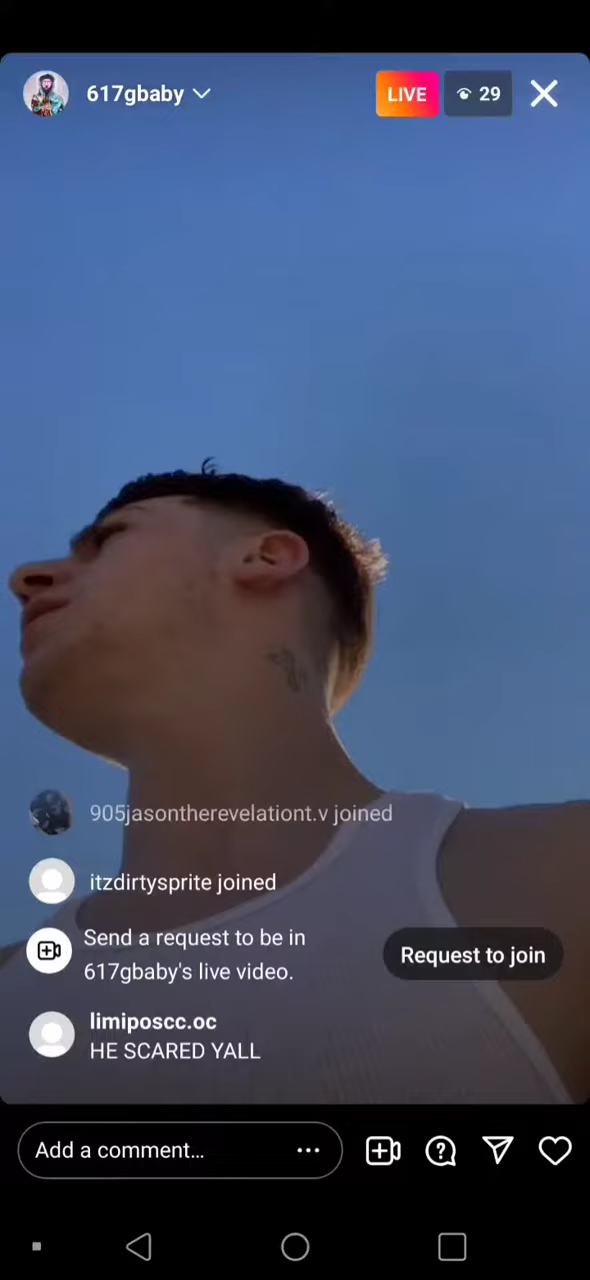 617gbaby
LIVE
29
905jasontherevelationt.v joined
itzdirtysprite joined
Send a request to be in
617gbaby's live video.
Request to join
limiposcc.oc
HE SCARED YALL
Add a comment...